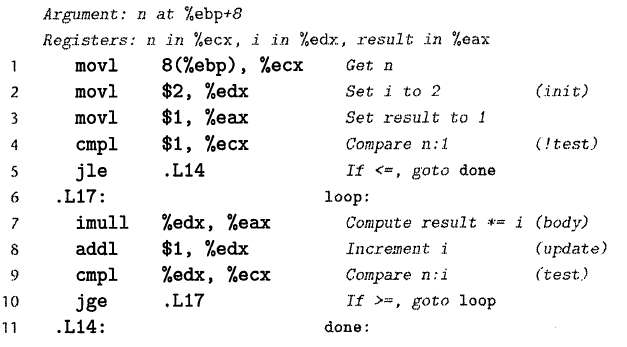 Argument: n at %ebp+8
Registers: n in %ecx, i in %edx, result in %eax
1 movl 8(%ebp), %ecx Get n
2 movl $2, %edx Set i to 2 (init)
3 movl $1, %eax Set result to 1
4 cmpl $1, %ecx Compare n:1 (!test)
5 jle .L14 If <=, goto done
6 .L17: loop:
7 imull %edx, %eax Compute result *= i (body)
8 addl $1, %edx Increment i (update)
9 cmpl %edx, %ecx Compare n:i (test)
10 jge .L17 If >=, goto loop
11 .L14: done: